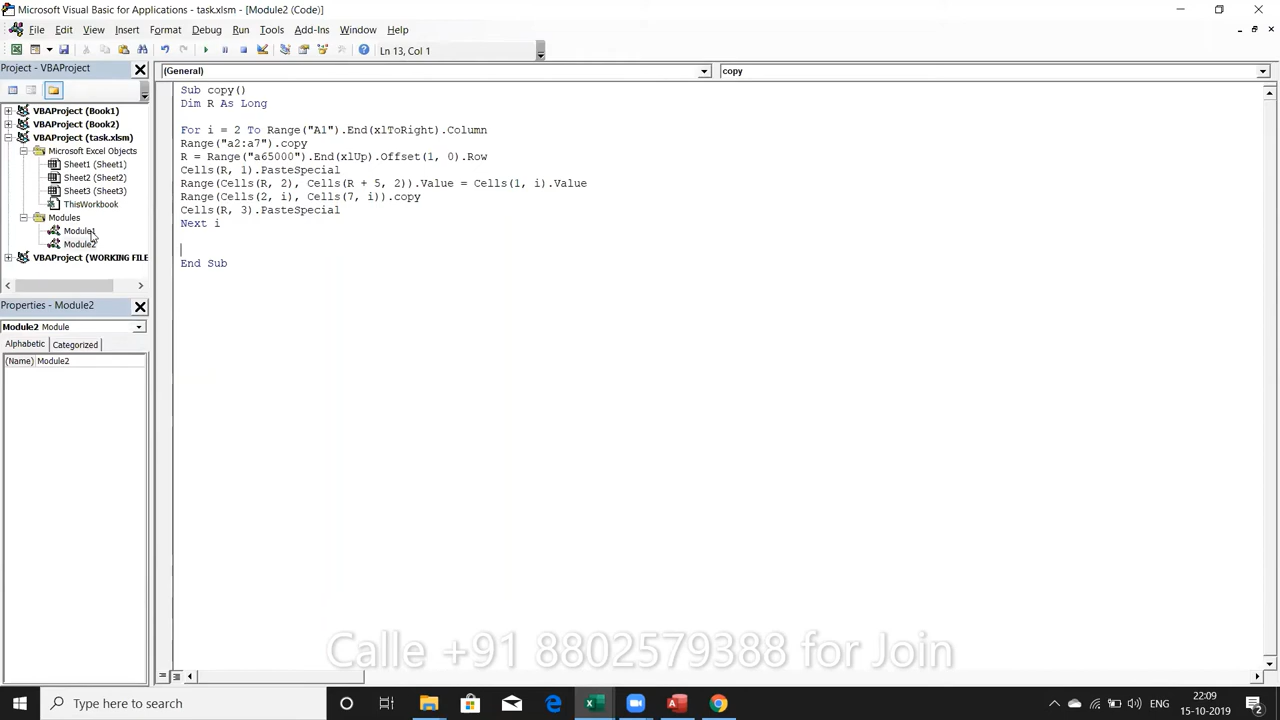 Microsoft Visual Basic for Applications - task.xlsm - [Module2 (Code)]
File Edit View Insert Format Debug Run Tools Add-Ins Window Help
Ln 13, Col 1
Project - VBAProject
(General)
copy
VBAProject (Book1)
VBAProject (Book2)
VBAProject (task.xlsm)
Microsoft Excel Objects
Sheet1 (Sheet1)
Sheet2 (Sheet2)
Sheet3 (Sheet3)
ThisWorkbook
Modules
Module1
Module2
VBAProject (WORKING FILE
Properties - Module2
Module2 Module
Alphabetic Categorized
(Name) Module2
Sub copy()
Dim R As Long
For i = 2 To Range("A1").End(xlToRight).Column
Range("a2:a7").copy
R = Range("a65000").End(xlUp).Offset(1, 0).Row
Cells(R, 1).PasteSpecial
Range(Cells(R, 2), Cells(R + 5, 2)).Value = Cells(1, i).Value
Range(Cells(2, i), Cells(7, i)).copy
Cells(R, 3).PasteSpecial
Next i
End Sub
Calle +91 8802579388 for Join
Type here to search
ENG
22:09
15-10-2019
2